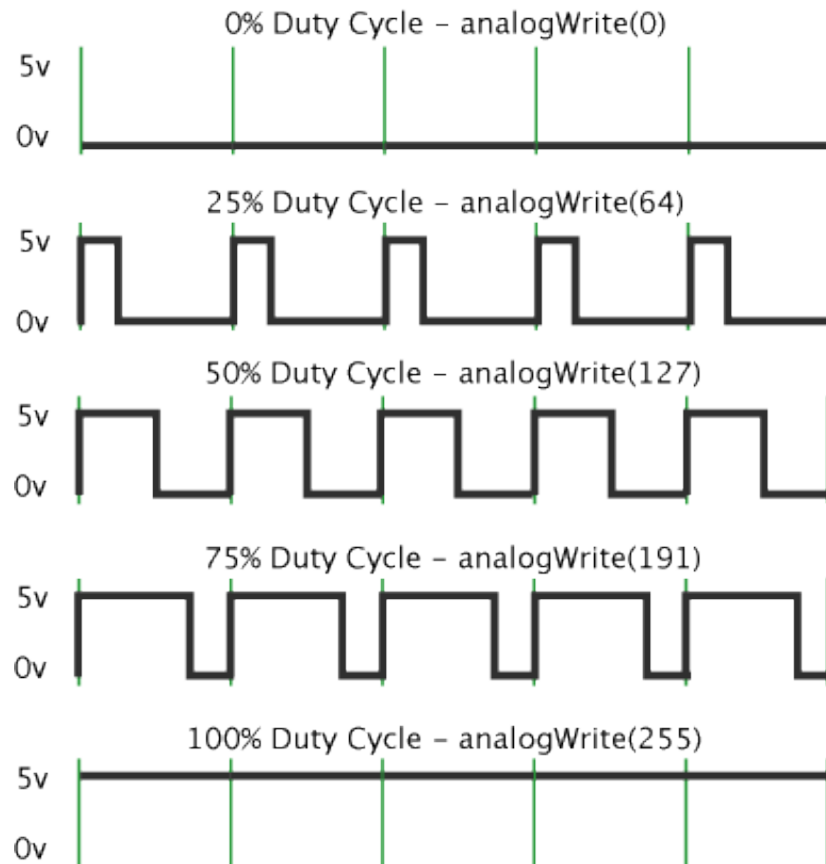 0% Duty Cycle – analogWrite(0)
5v
0v
25% Duty Cycle – analogWrite(64)
5v
0v
50% Duty Cycle – analogWrite(127)
5v
0v
75% Duty Cycle – analogWrite(191)
5v
0v
100% Duty Cycle – analogWrite(255)
5v
0v